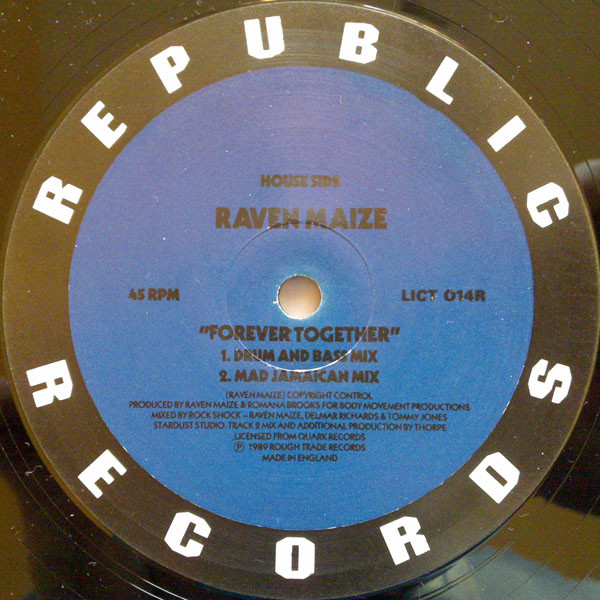 REPUBLIC
RECORDS
HOUSE SIDE
RAVEN MAIZE
45 RPM
LICT 014R
"FOREVER TOGETHER"
1. DRUM AND BASS MIX
2. MAD JAMAICAN MIX
(RAVEN MAIZE) COPYRIGHT CONTROL
PRODUCED BY RAVEN MAIZE & ROMANA BROOKS FOR BODY MOVEMENT PRODUCTIONS
MIXED BY ROCK SHOCK – RAVEN MAIZE, DELMAR RICHARDS & TOMMY JONES
STARDUST STUDIO. TRACK 2 MIX AND ADDITIONAL PRODUCTION BY THORPE
LICENSED FROM QUARK RECORDS
Ⓟ 1989 ROUGH TRADE RECORDS
MADE IN ENGLAND